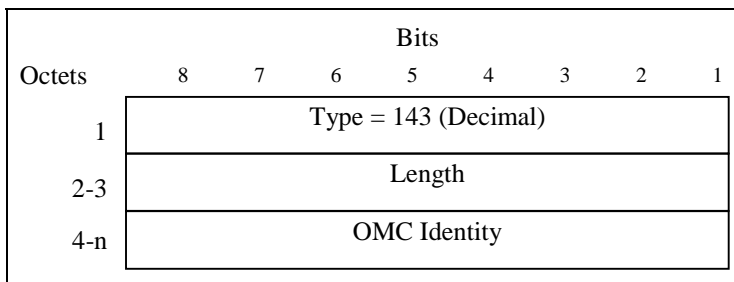 Bits
Octets 8 7 6 5 4 3 2 1
1 Type = 143 (Decimal)
2-3 Length
4-n OMC Identity